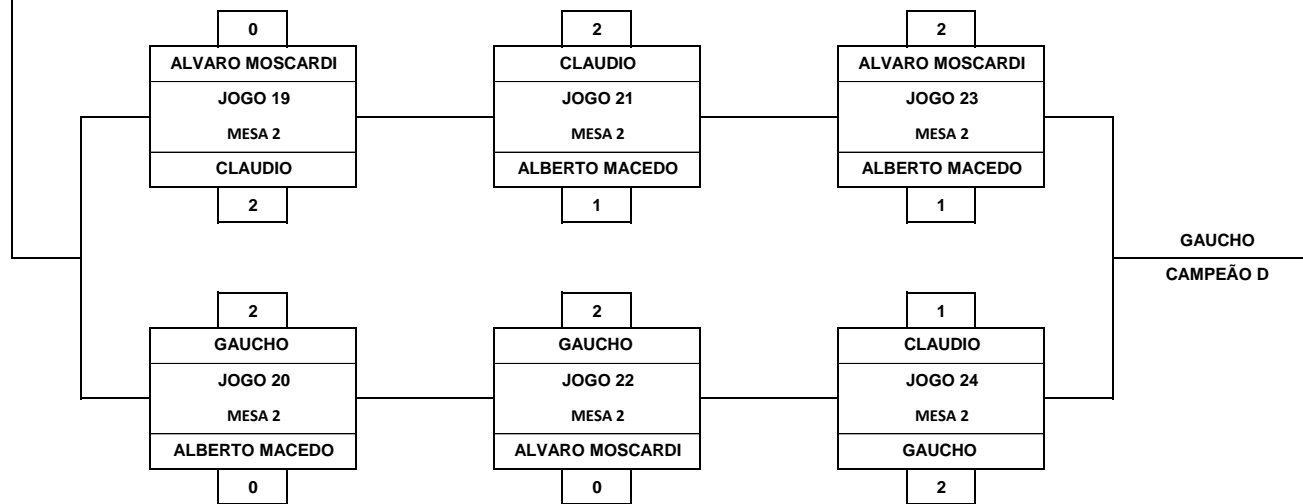 0
ALVARO MOSCARDI
JOGO 19
MESA 2
CLAUDIO
2
2
CLAUDIO
JOGO 21
MESA 2
ALBERTO MACEDO
1
2
ALVARO MOSCARDI
JOGO 23
MESA 2
ALBERTO MACEDO
1
GAUCHO
CAMPEÃO D
2
GAUCHO
JOGO 20
MESA 2
ALBERTO MACEDO
0
2
GAUCHO
JOGO 22
MESA 2
ALVARO MOSCARDI
0
1
CLAUDIO
JOGO 24
MESA 2
GAUCHO
2